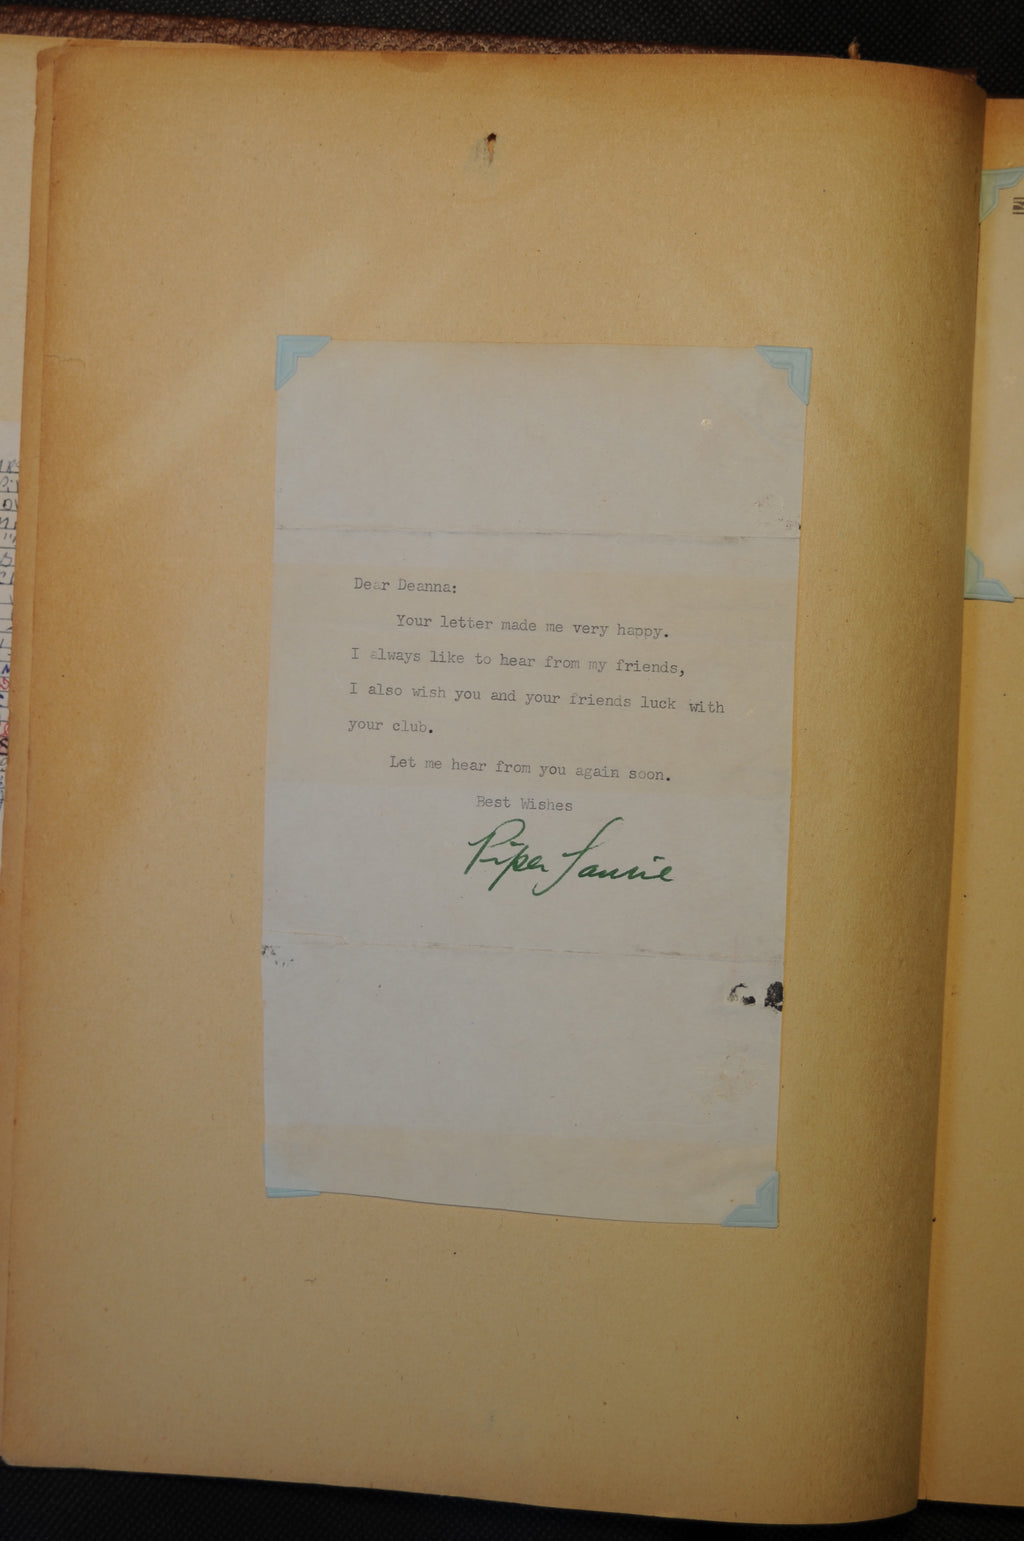 Dear Deanna:
Your letter made me very happy.
I always like to hear from my friends,
I also wish you and your friends luck with
your club.
Let me hear from you again soon.
Best Wishes
Piper Laurie